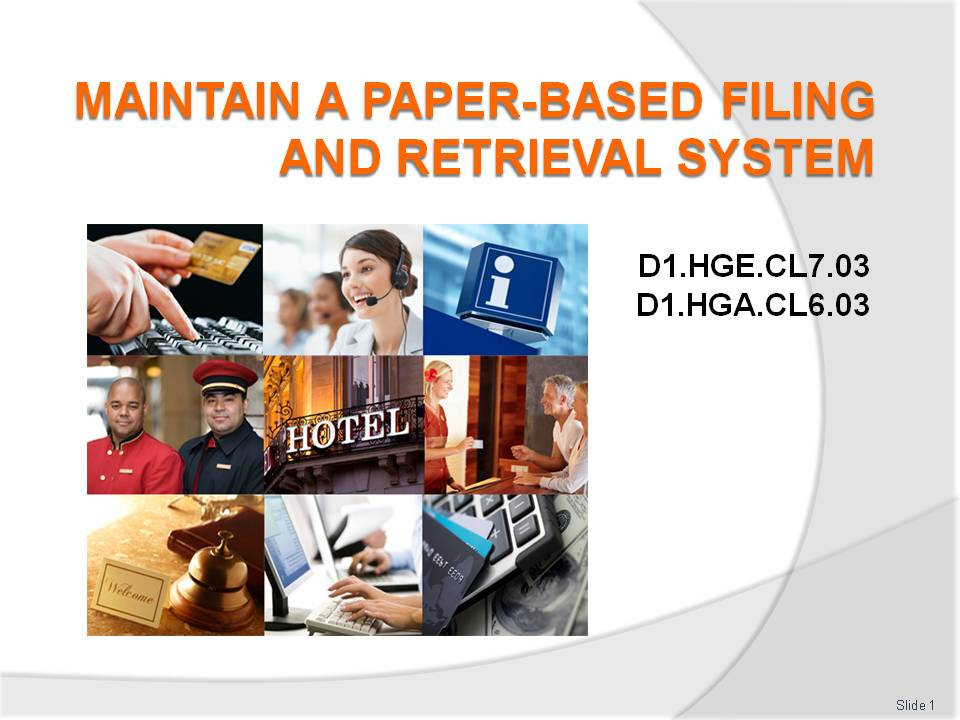 MAINTAIN A PAPER-BASED FILING
AND RETRIEVAL SYSTEM
D1.HGE.CL7.03
D1.HGA.CL6.03
VISA
i
HOTEL
Welcome
Slide 1